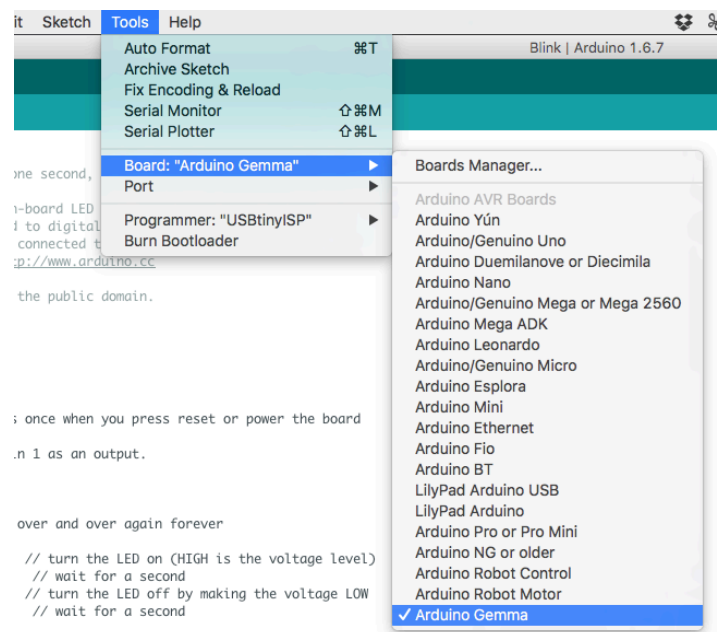 it Sketch Tools Help
Blink | Arduino 1.6.7
Auto Format ⌘T
Archive Sketch
Fix Encoding & Reload
Serial Monitor ⇧⌘M
Serial Plotter ⇧⌘L
Board: "Arduino Gemma"
Port
Programmer: "USBtinyISP"
Burn Bootloader
Boards Manager...
Arduino AVR Boards
Arduino Yún
Arduino/Genuino Uno
Arduino Duemilanove or Diecimila
Arduino Nano
Arduino/Genuino Mega or Mega 2560
Arduino Mega ADK
Arduino Leonardo
Arduino/Genuino Micro
Arduino Esplora
Arduino Mini
Arduino Ethernet
Arduino Fio
Arduino BT
LilyPad Arduino USB
LilyPad Arduino
Arduino Pro or Pro Mini
Arduino NG or older
Arduino Robot Control
Arduino Robot Motor
✓ Arduino Gemma
one second,
-board LED
d to digital
connected t
tp://www.arduino.cc
the public domain.
s once when you press reset or power the board
n 1 as an output.
over and over again forever
// turn the LED on (HIGH is the voltage level)
// wait for a second
// turn the LED off by making the voltage LOW
// wait for a second